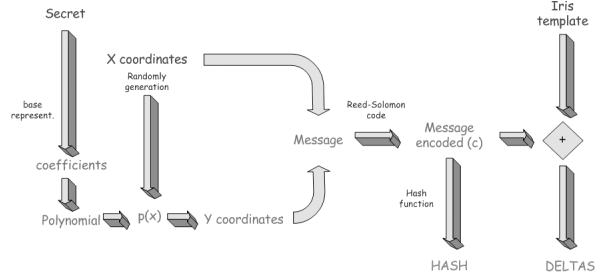 Secret
Iris
template
X coordinates
Randomly
generation
base
represent.
Reed-Solomon
code
Message
Message
encoded (c)
+
coefficients
Hash
function
Polynomial
p(x)
Y coordinates
HASH
DELTAS